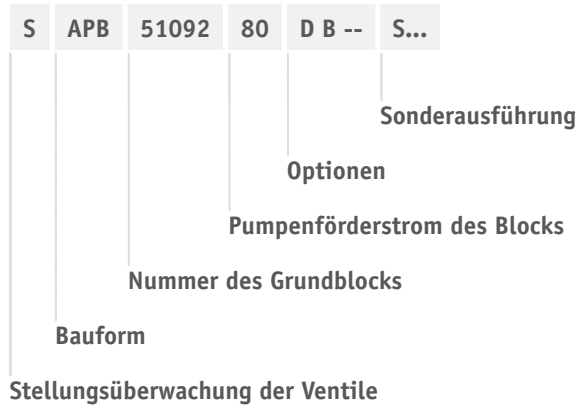 S APB 51092 80 D B -- S...
Sonderausführung
Optionen
Pumpenförderstrom des Blocks
Nummer des Grundblocks
Bauform
Stellungsüberwachung der Ventile